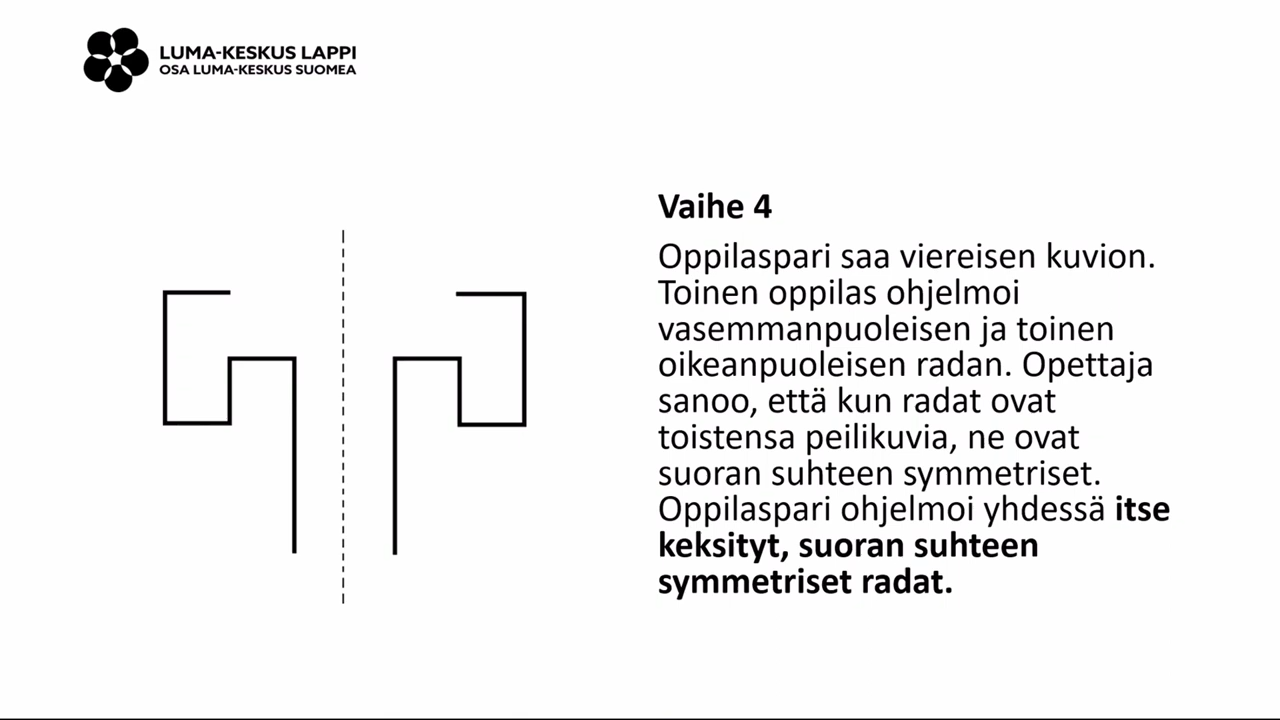 LUMA-KESKUS LAPPI
OSA LUMA-KESKUS SUOMEA
Vaihe 4
Oppilaspari saa viereisen kuvion.
Toinen oppilas ohjelmoi
vasemmanpuoleisen ja toinen
oikeanpuoleisen radan. Opettaja
sanoo, että kun radat ovat
toistensa peilikuvia, ne ovat
suoran suhteen symmetriset.
Oppilaspari ohjelmoi yhdessä itse
keksityt, suoran suhteen
symmetriset radat.